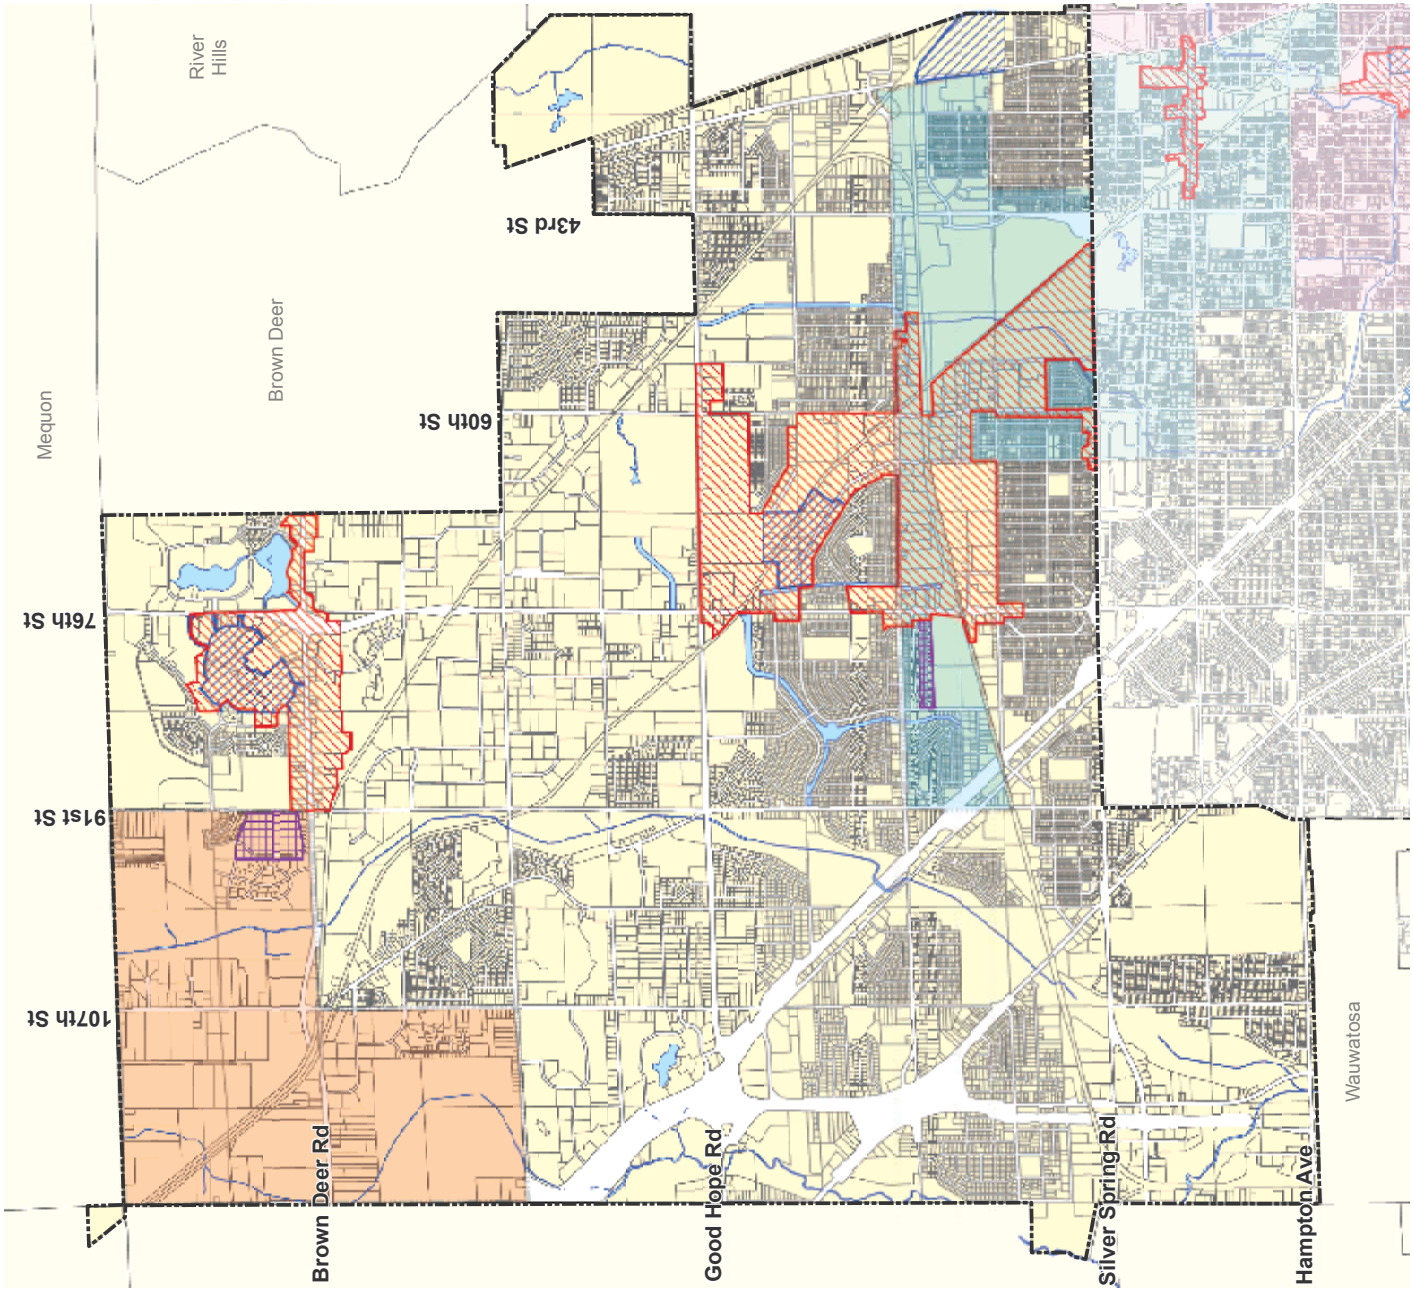 River
Hills
Mequon
Brown Deer
43rd St
60th St
76th St
91st St
107th St
Brown Deer Rd
Good Hope Rd
Silver Spring Rd
Hampton Ave
Wauwatosa